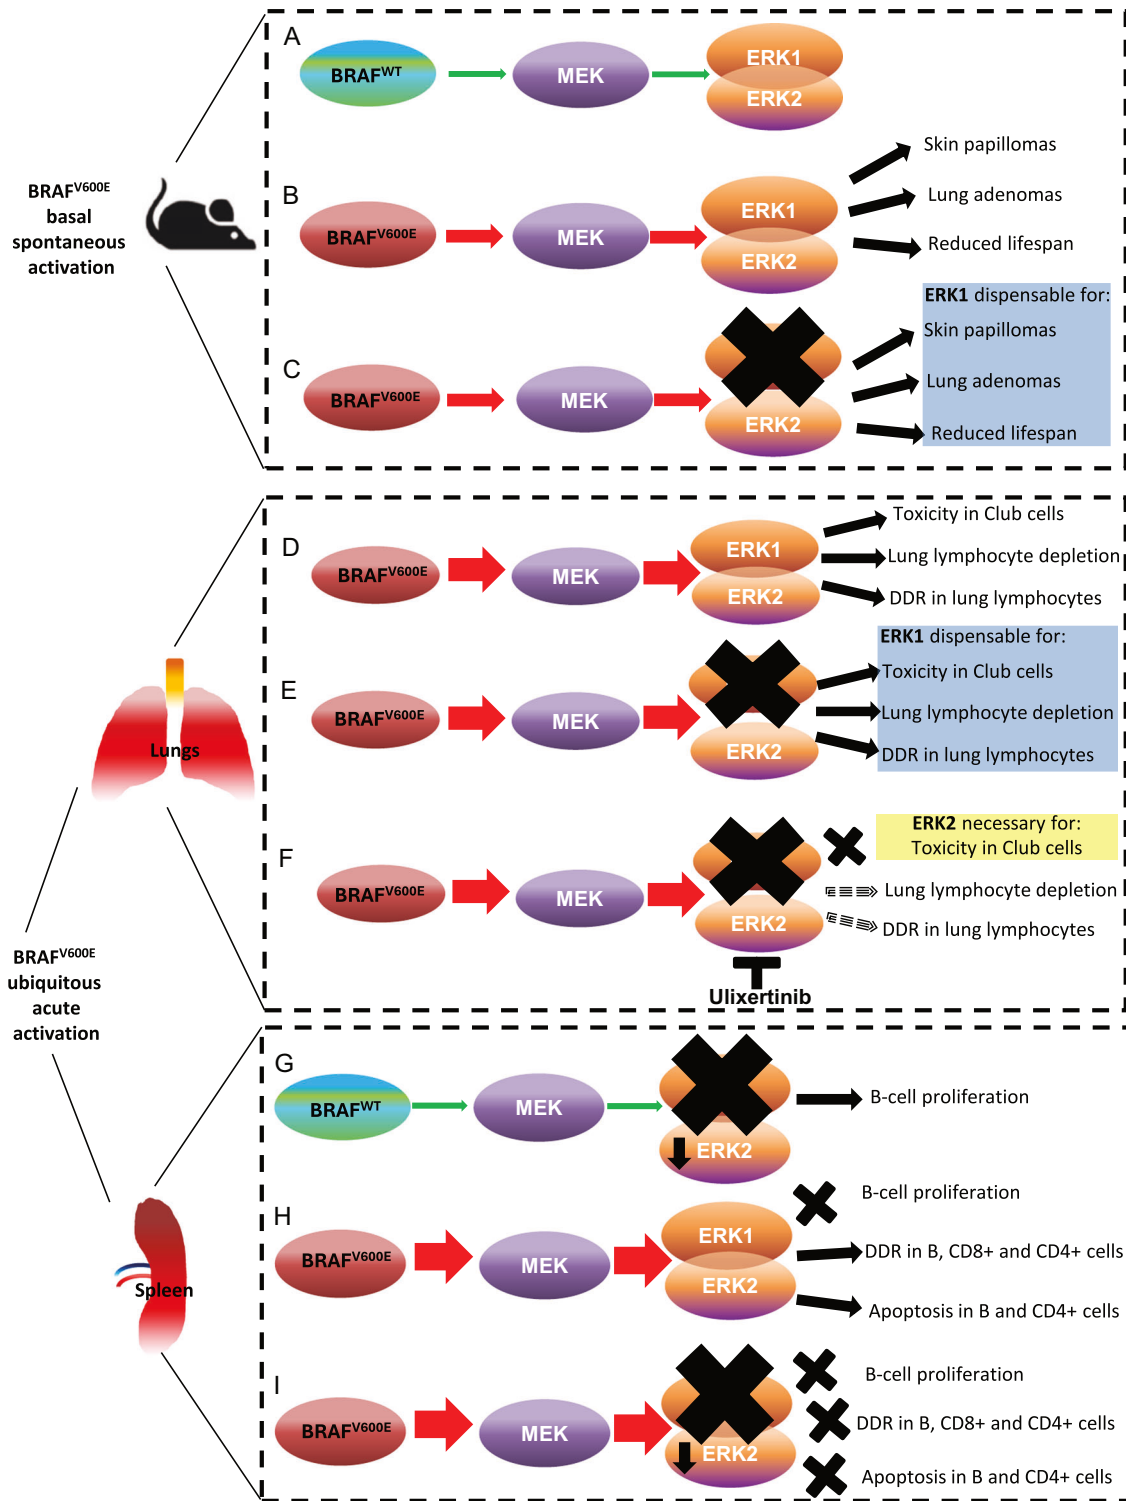 BRAFV600E
basal
spontaneous
activation
A
BRAFWT
MEK
ERK1
ERK2
B
BRAFV600E
MEK
ERK1
ERK2
Skin papillomas
Lung adenomas
Reduced lifespan
C
BRAFV600E
MEK
ERK2
ERK1 dispensable for:
Skin papillomas
Lung adenomas
Reduced lifespan
BRAFV600E
ubiquitous
acute
activation
Lungs
D
BRAFV600E
MEK
ERK1
ERK2
Toxicity in Club cells
Lung lymphocyte depletion
DDR in lung lymphocytes
E
BRAFV600E
MEK
ERK2
ERK1 dispensable for:
Toxicity in Club cells
Lung lymphocyte depletion
DDR in lung lymphocytes
F
BRAFV600E
MEK
ERK2
Ulixertinib
ERK2 necessary for:
Toxicity in Club cells
Lung lymphocyte depletion
DDR in lung lymphocytes
Spleen
G
BRAFWT
MEK
ERK2
B-cell proliferation
H
BRAFV600E
MEK
ERK1
ERK2
B-cell proliferation
DDR in B, CD8+ and CD4+ cells
Apoptosis in B and CD4+ cells
I
BRAFV600E
MEK
ERK2
B-cell proliferation
DDR in B, CD8+ and CD4+ cells
Apoptosis in B and CD4+ cells